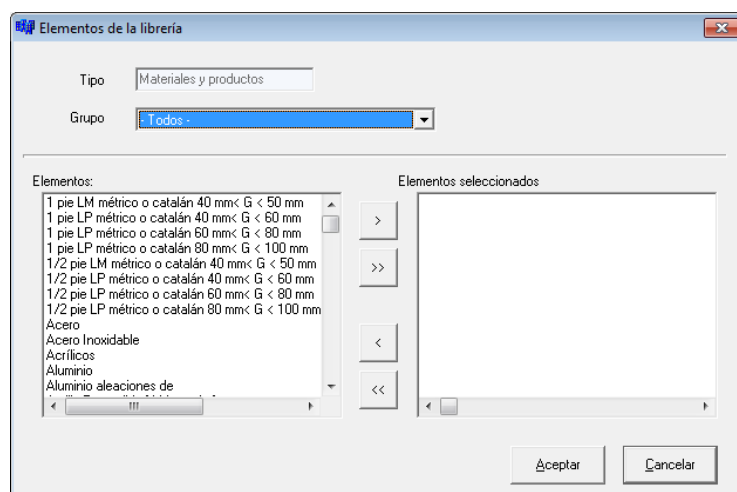 Elementos de la librería
Tipo
Materiales y productos
Grupo
- Todos -
Elementos:
1 pie LM métrico o catalán 40 mm< G < 50 mm
1 pie LP métrico o catalán 40 mm< G < 60 mm
1 pie LP métrico o catalán 60 mm< G < 80 mm
1 pie LP métrico o catalán 80 mm< G < 100 mm
1/2 pie LM métrico o catalán 40 mm< G < 50 mm
1/2 pie LP métrico o catalán 40 mm< G < 60 mm
1/2 pie LP métrico o catalán 60 mm< G < 80 mm
1/2 pie LP métrico o catalán 80 mm< G < 100 mm
Acero
Acero Inoxidable
Acrílicos
Aluminio
Aluminio aleaciones de
>
>>
<
<<
Elementos seleccionados
Aceptar
Cancelar